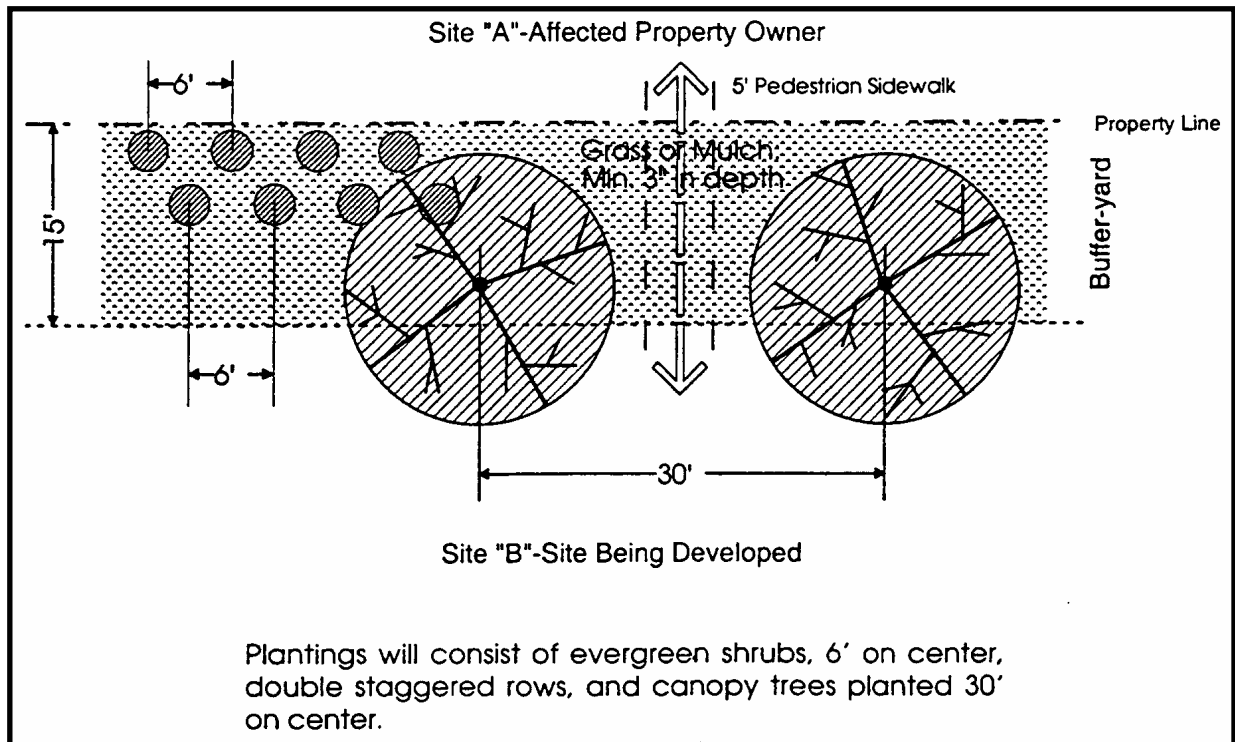 Site "A"-Affected Property Owner
6'
5' Pedestrian Sidewalk
Property Line
Grass or Mulch
Min. 3" in depth
15'
Buffer-yard
6'
30'
Site "B"-Site Being Developed
Plantings will consist of evergreen shrubs, 6' on center,
double staggered rows, and canopy trees planted 30'
on center.